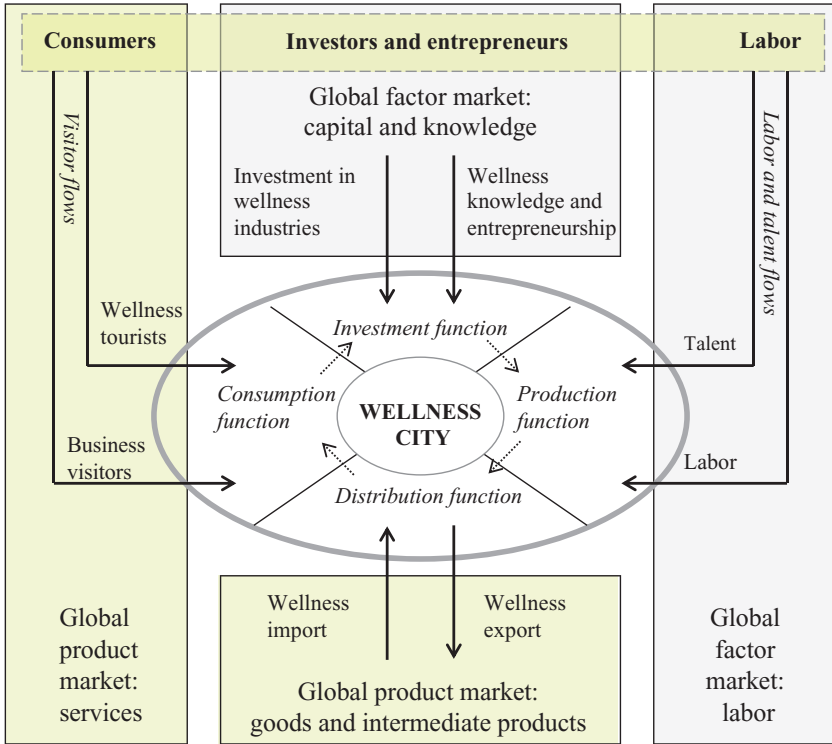 Consumers
Investors and entrepreneurs
Labor
Visitor flows
Global factor market:
capital and knowledge
Labor and talent flows
Investment in
wellness
industries
Wellness
knowledge and
entrepreneurship
Wellness
tourists
Investment function
Talent
Consumption
function
WELLNESS
CITY
Production
function
Business
visitors
Labor
Distribution function
Wellness
import
Wellness
export
Global
product
market:
services
Global product market:
goods and intermediate products
Global
factor
market:
labor